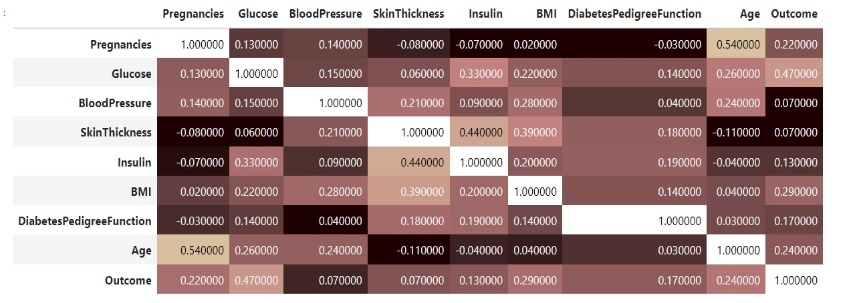 :
Pregnancies Glucose BloodPressure SkinThickness Insulin BMI DiabetesPedigreeFunction Age Outcome
Pregnancies 1.000000 0.130000 0.140000 -0.080000 -0.070000 0.020000 -0.030000 0.540000 0.220000
Glucose 0.130000 1.000000 0.150000 0.060000 0.330000 0.220000 0.140000 0.260000 0.470000
BloodPressure 0.140000 0.150000 1.000000 0.210000 0.090000 0.280000 0.040000 0.240000 0.070000
SkinThickness -0.080000 0.060000 0.210000 1.000000 0.440000 0.390000 0.180000 -0.110000 0.070000
Insulin -0.070000 0.330000 0.090000 0.440000 1.000000 0.200000 0.190000 -0.040000 0.130000
BMI 0.020000 0.220000 0.280000 0.390000 0.200000 1.000000 0.140000 0.040000 0.290000
DiabetesPedigreeFunction -0.030000 0.140000 0.040000 0.180000 0.190000 0.140000 1.000000 0.030000 0.170000
Age 0.540000 0.260000 0.240000 -0.110000 -0.040000 0.040000 0.030000 1.000000 0.240000
Outcome 0.220000 0.470000 0.070000 0.070000 0.130000 0.290000 0.170000 0.240000 1.000000